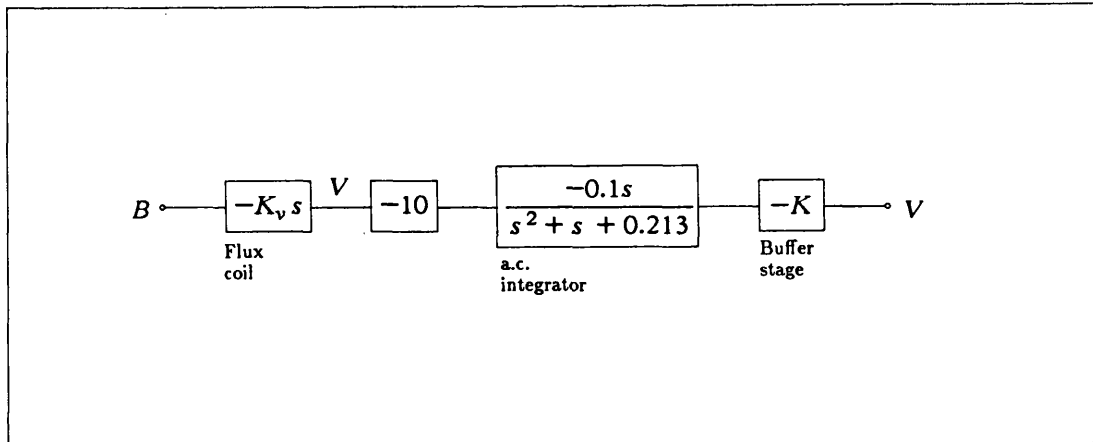 B
−K_v s
V
−10
−0.1s
s² + s + 0.213
−K
V
Flux
coil
a.c.
integrator
Buffer
stage